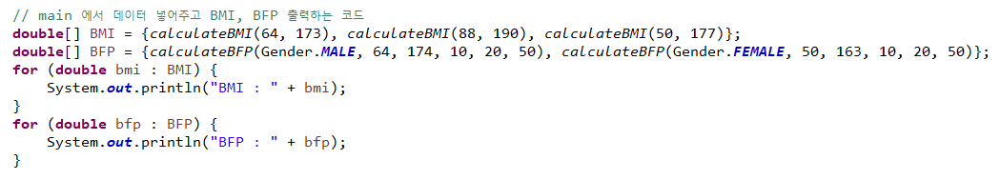 // main 에서 데이터 넣어주고 BMI, BFP 출력하는 코드
double[] BMI = {calculateBMI(64, 173), calculateBMI(88, 190), calculateBMI(50, 177)};
double[] BFP = {calculateBFP(Gender.MALE, 64, 174, 10, 20, 50), calculateBFP(Gender.FEMALE, 50, 163, 10, 20, 50)};
for (double bmi : BMI) {
    System.out.println("BMI : " + bmi);
}
for (double bfp : BFP) {
    System.out.println("BFP : " + bfp);
}